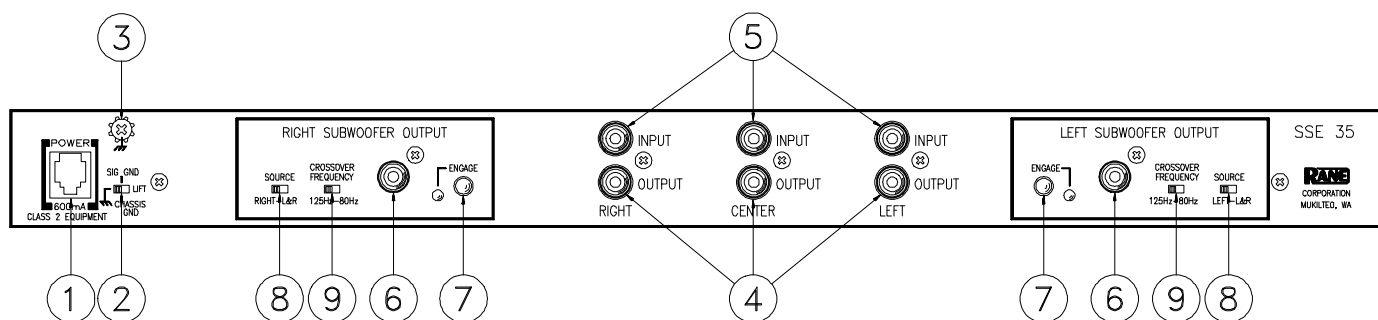 3
5
POWER
600mA
CLASS 2 EQUIPMENT
SIG GND
LIFT
CHASSIS
GND
RIGHT SUBWOOFER OUTPUT
SOURCE
RIGHT-L&R
CROSSOVER
FREQUENCY
125Hz-80Hz
ENGAGE
INPUT
OUTPUT
RIGHT
INPUT
OUTPUT
CENTER
INPUT
OUTPUT
LEFT
LEFT SUBWOOFER OUTPUT
ENGAGE
CROSSOVER
FREQUENCY
125Hz-80Hz
SOURCE
LEFT-L&R
SSE 35
RANE
CORPORATION
MUKILTEO, WA
1
2
8
9
6
7
4
7
6
9
8